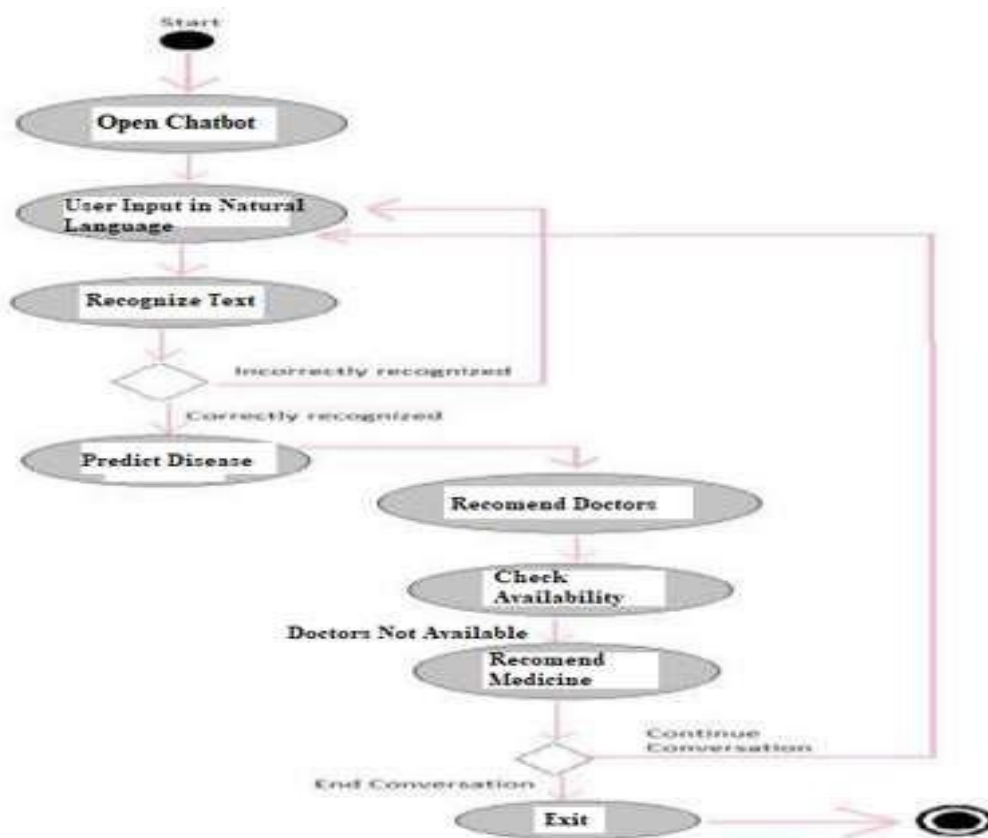 Start
Open Chatbot
User Input in Natural
Language
Recognize Text
Incorrectly recognized
Correctly recognized
Predict Disease
Recomend Doctors
Check
Availability
Doctors Not Available
Recomend
Medicine
Continue
Conversation
End Conversation
Exit